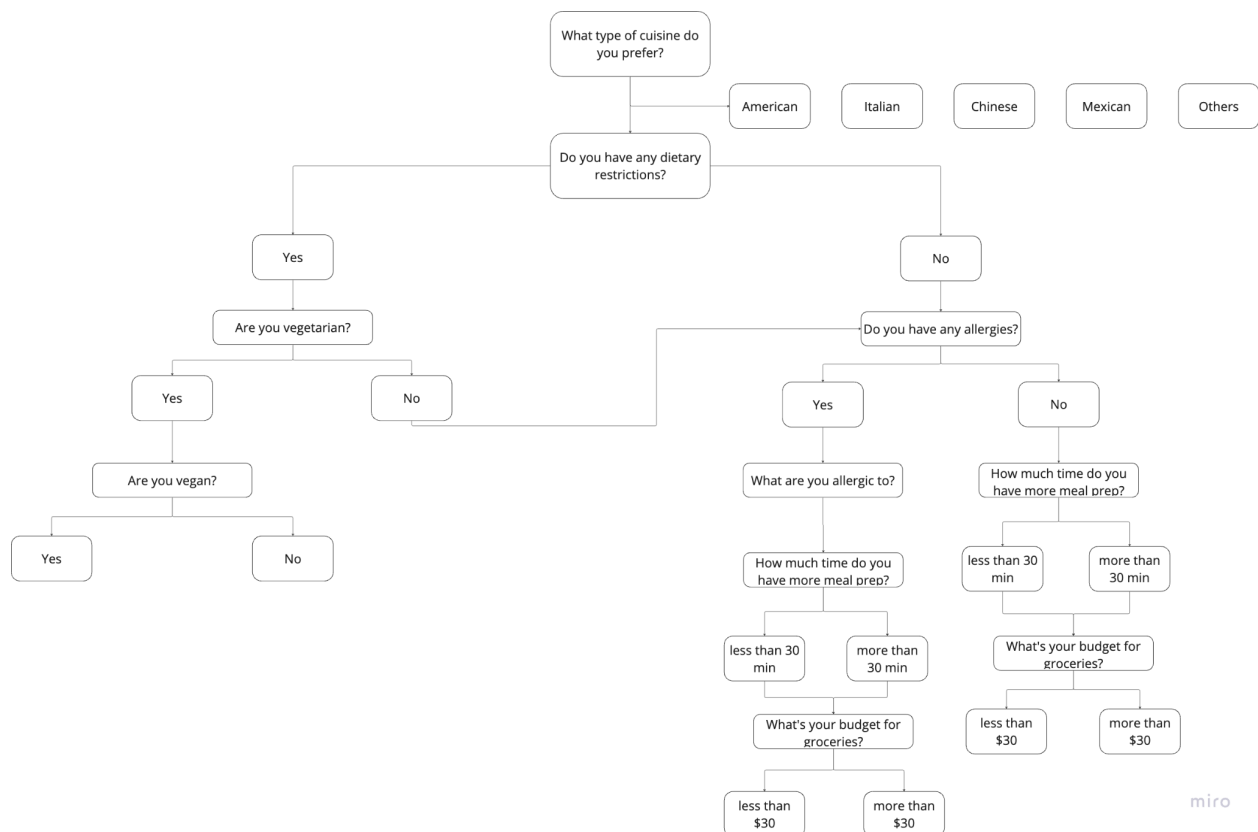 What type of cuisine do
you prefer?
American
Italian
Chinese
Mexican
Others
Do you have any dietary
restrictions?
Yes
No
Are you vegetarian?
Do you have any allergies?
Yes
No
Yes
No
Are you vegan?
What are you allergic to?
How much time do you
have more meal prep?
Yes
No
How much time do you
have more meal prep?
less than 30
min
more than
30 min
less than 30
min
more than
30 min
What's your budget for
groceries?
What's your budget for
groceries?
less than
$30
more than
$30
less than
$30
more than
$30
miro